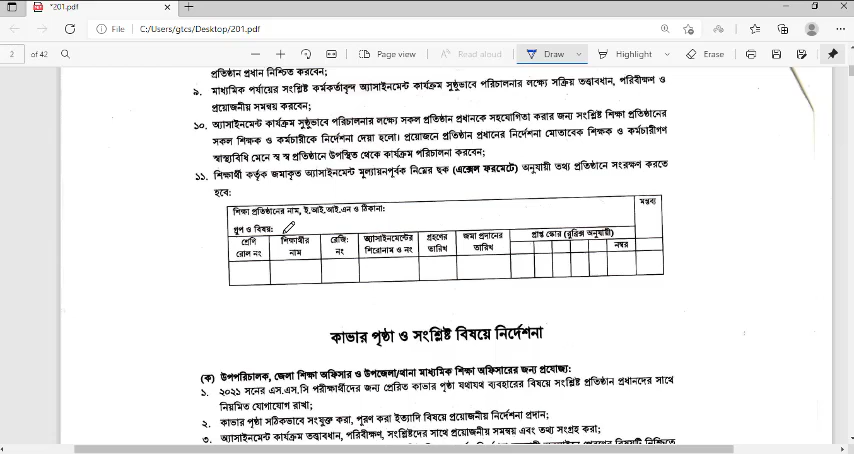 *201.pdf
File C:/Users/gtcs/Desktop/201.pdf
2 of 42 Page view Read aloud Draw Highlight Erase
প্রতিষ্ঠান প্রধান নিশ্চিত করবেন;
৯. মাধ্যমিক পর্যায়ের সংশ্লিষ্ট কর্মকর্তাবৃন্দ অ্যাসাইনমেন্ট কার্যক্রম সুষ্ঠুভাবে পরিচালনার লক্ষ্যে সক্রিয় তত্ত্বাবধান, পরিবীক্ষণ ও
প্রয়োজনীয় সমন্বয় করবেন;
১০. অ্যাসাইনমেন্ট কার্যক্রম সুষ্ঠুভাবে পরিচালনার লক্ষ্যে সকল প্রতিষ্ঠান প্রধানকে সহযোগিতা করার জন্য সংশ্লিষ্ট শিক্ষা প্রতিষ্ঠানের
সকল শিক্ষক ও কর্মচারীকে নির্দেশনা দেয়া হলো। প্রয়োজনে প্রতিষ্ঠান প্রধানের নির্দেশনা মোতাবেক শিক্ষক ও কর্মচারীগণ
স্বাস্থ্যবিধি মেনে স্ব স্ব প্রতিষ্ঠানে উপস্থিত থেকে কার্যক্রম পরিচালনা করবেন;
১১. শিক্ষার্থী কর্তৃক জমাকৃত অ্যাসাইনমেন্ট মূল্যায়নপূর্বক নিম্নের ছক (এক্সেল ফরমেটে) অনুযায়ী তথ্য প্রতিষ্ঠানে সংরক্ষণ করতে
হবে:
শিক্ষা প্রতিষ্ঠানের নাম, ই.আই.আই.এন ও ঠিকানা: মন্তব্য
গ্রুপ ও বিষয়:
শ্রেণি রোল নং শিক্ষার্থীর নাম রেজি: নং অ্যাসাইনমেন্টের শিরোনাম ও নং গ্রহণের তারিখ জমা প্রদানের তারিখ প্রাপ্ত স্কোর (রুব্রিক্স অনুযায়ী)
নম্বর
কাভার পৃষ্ঠা ও সংশ্লিষ্ট বিষয়ে নির্দেশনা
(ক) উপপরিচালক, জেলা শিক্ষা অফিসার ও উপজেলা/থানা মাধ্যমিক শিক্ষা অফিসারের জন্য প্রযোজ্য:
১. ২০২১ সনের এস.এস.সি পরীক্ষার্থীদের জন্য প্রেরিত কাভার পৃষ্ঠা যথাযথ ব্যবহারের বিষয়ে সংশ্লিষ্ট প্রতিষ্ঠান প্রধানদের সাথে
নিয়মিত যোগাযোগ রাখা;
২. কাভার পৃষ্ঠা সঠিকভাবে সংযুক্ত করা, পূরণ করা ইত্যাদি বিষয়ে প্রয়োজনীয় নির্দেশনা প্রদান;
৩. অ্যাসাইনমেন্ট কার্যক্রম তত্ত্বাবধান, পরিবীক্ষণ, সংশ্লিষ্টদের সাথে প্রয়োজনীয় সমন্বয় এবং তথ্য সংগ্রহ করা;